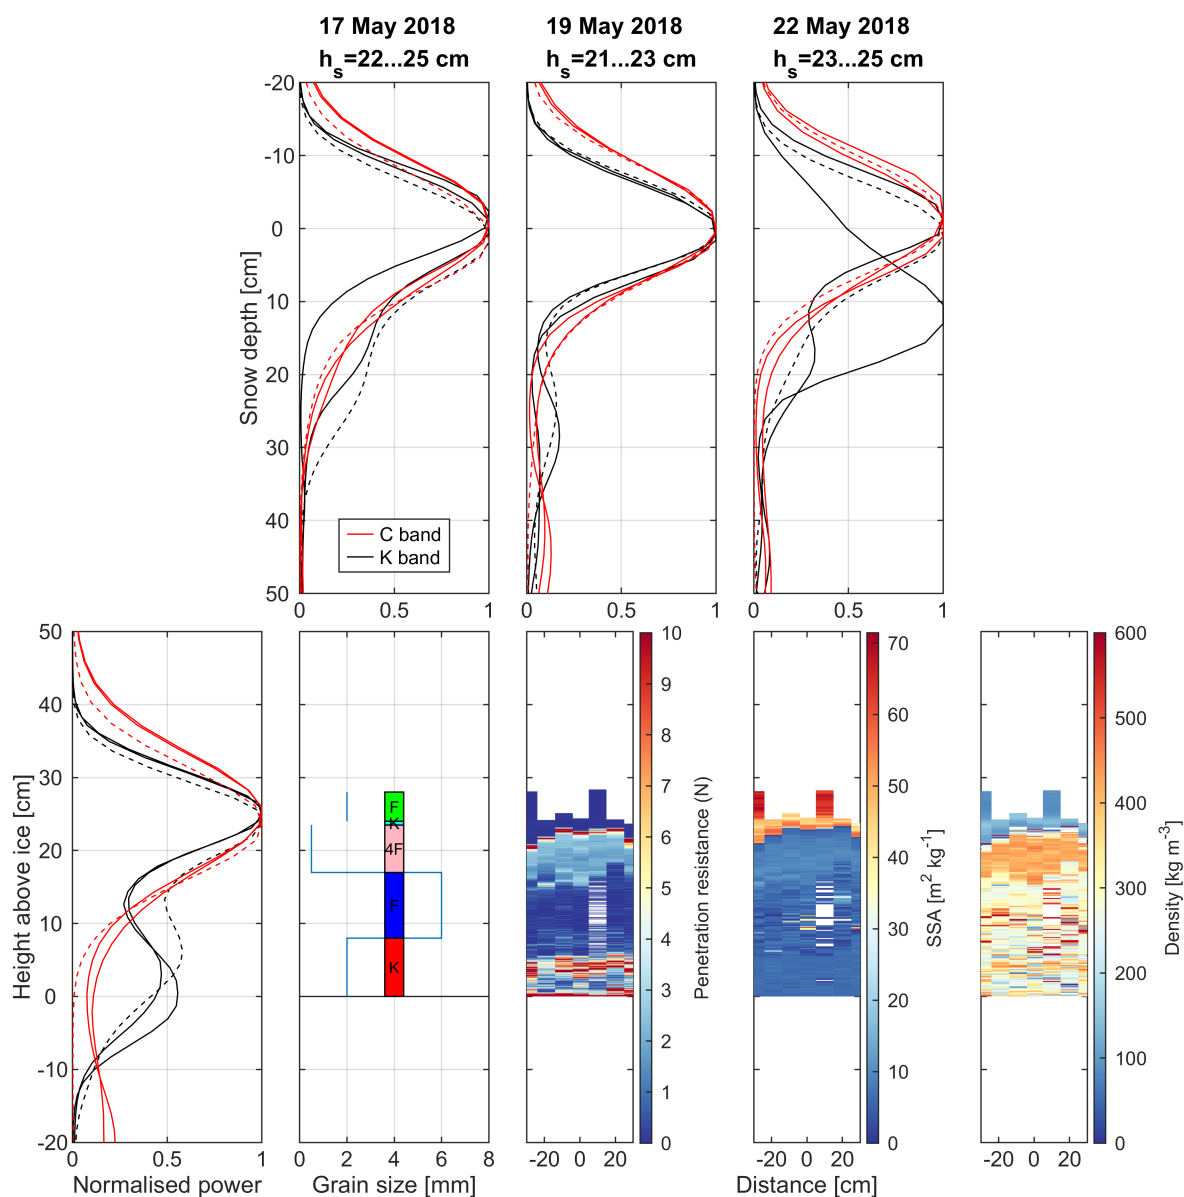 17 May 2018
h_s=22...25 cm
19 May 2018
h_s=21...23 cm
22 May 2018
h_s=23...25 cm
Snow depth [cm]
-20
-10
0
10
20
30
40
50
C band
K band
0 0.5 1
0 0.5 1
0 0.5 1
Height above ice [cm]
50
40
30
20
10
0
-10
-20
F
K
4F
F
K
10
9
8
7
6
5
4
3
2
1
0
Penetration resistance (N)
70
60
50
40
30
20
10
0
SSA [m² kg⁻¹]
600
500
400
300
200
100
0
Density [kg m⁻³]
0 0.5 1
0 2 4 6 8
-20 0 20
-20 0 20
-20 0 20
Normalised power
Grain size [mm]
Distance [cm]